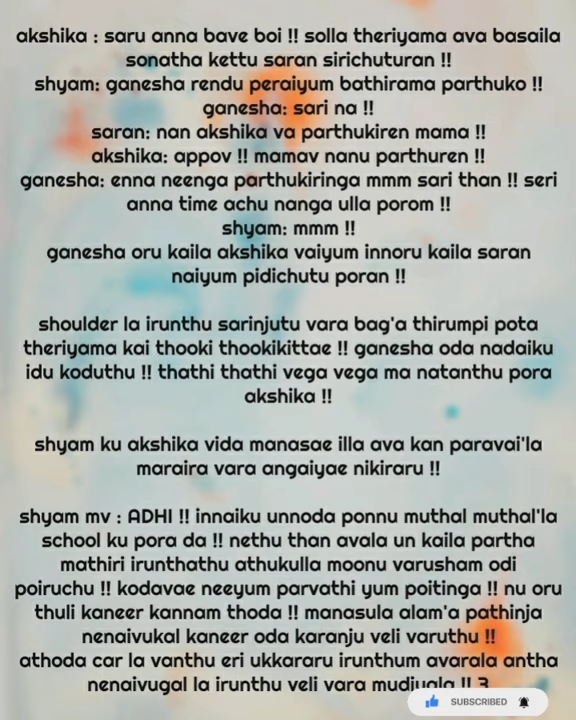 akshika : saru anna bave boi !! solla theriyama ava basaila
sonatha kettu saran sirichuturan !!
shyam: ganesha rendu peraiyum bathirama parthuko !!
ganesha: sari na !!
saran: nan akshika va parthukiren mama !!
akshika: appov !! mamav nanu parthuren !!
ganesha: enna neenga parthukiringa mmm sari than !! seri
anna time achu nanga ulla porom !!
shyam: mmm !!
ganesha oru kaila akshika vaiyum innoru kaila saran
naiyum pidichutu poran !!
shoulder la irunthu sarinjutu vara bag'a thirumpi pota
theriyama kai thooki thookikittae !! ganesha oda nadaiku
idu koduthu !! thathi thathi vega vega ma natanthu pora
akshika !!
shyam ku akshika vida manasae illa ava kan paravai'la
maraira vara angaiyae nikiraru !!
shyam mv : ADHI !! innaiku unnoda ponnu muthal muthal'la
school ku pora da !! nethu than avala un kaila partha
mathiri irunthathu athukulla moonu varusham odi
poiruchu !! kodavae neeyum parvathi yum poitinga !! nu oru
thuli kaneer kannam thoda !! manasula alam'a pathinja
nenaivukal kaneer oda karanju veli varuthu !!
athoda car la vanthu eri ukkararu irunthum avarala antha
nenaivugal la irunthu veli vara mudiyala !! 3
SUBSCRIBED